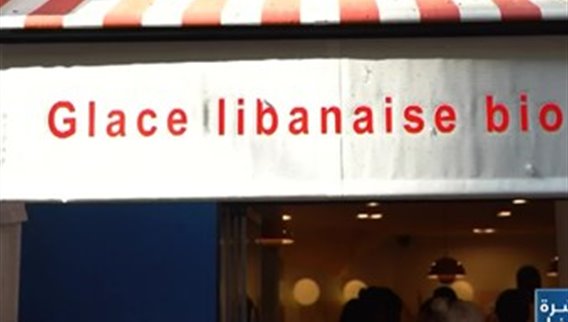 Glace libanaise bio